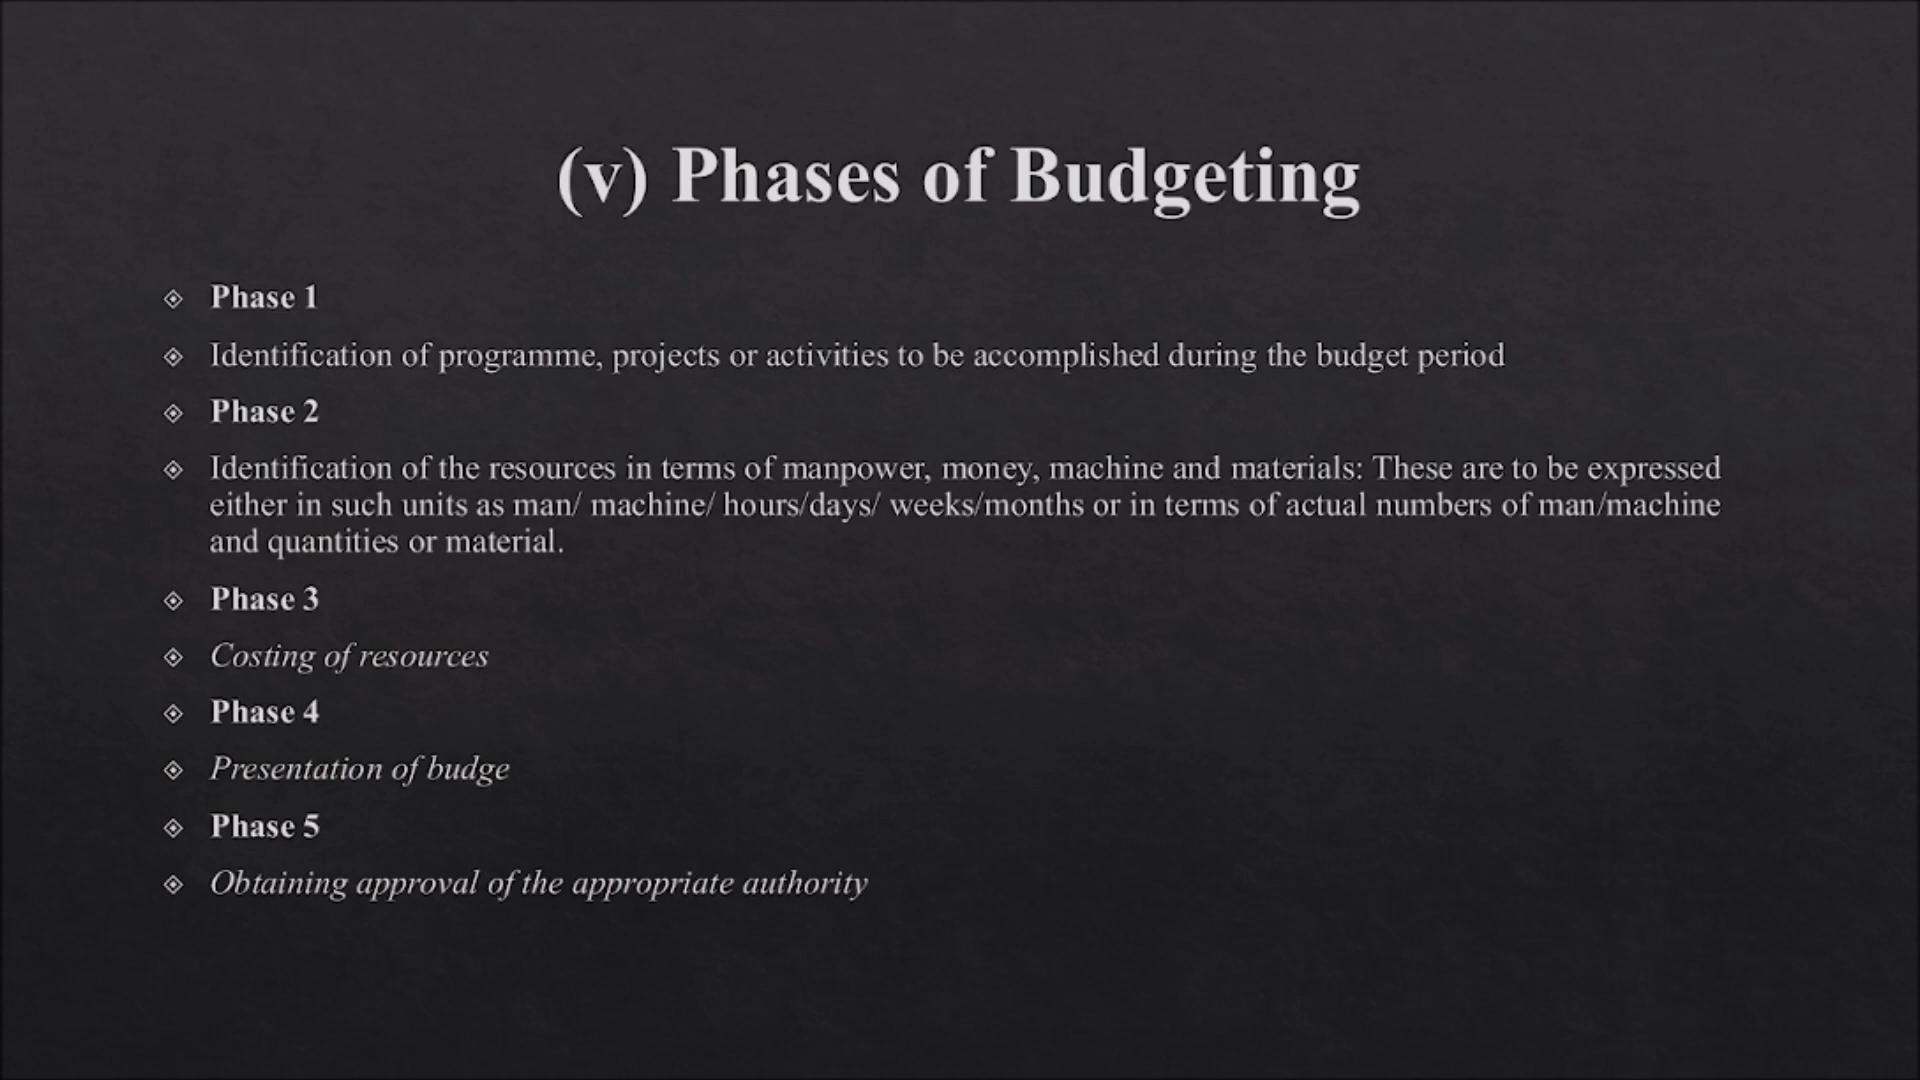 (v) Phases of Budgeting
Phase 1
Identification of programme, projects or activities to be accomplished during the budget period
Phase 2
Identification of the resources in terms of manpower, money, machine and materials: These are to be expressed
either in such units as man/ machine/ hours/days/ weeks/months or in terms of actual numbers of man/machine
and quantities or material.
Phase 3
Costing of resources
Phase 4
Presentation of budge
Phase 5
Obtaining approval of the appropriate authority